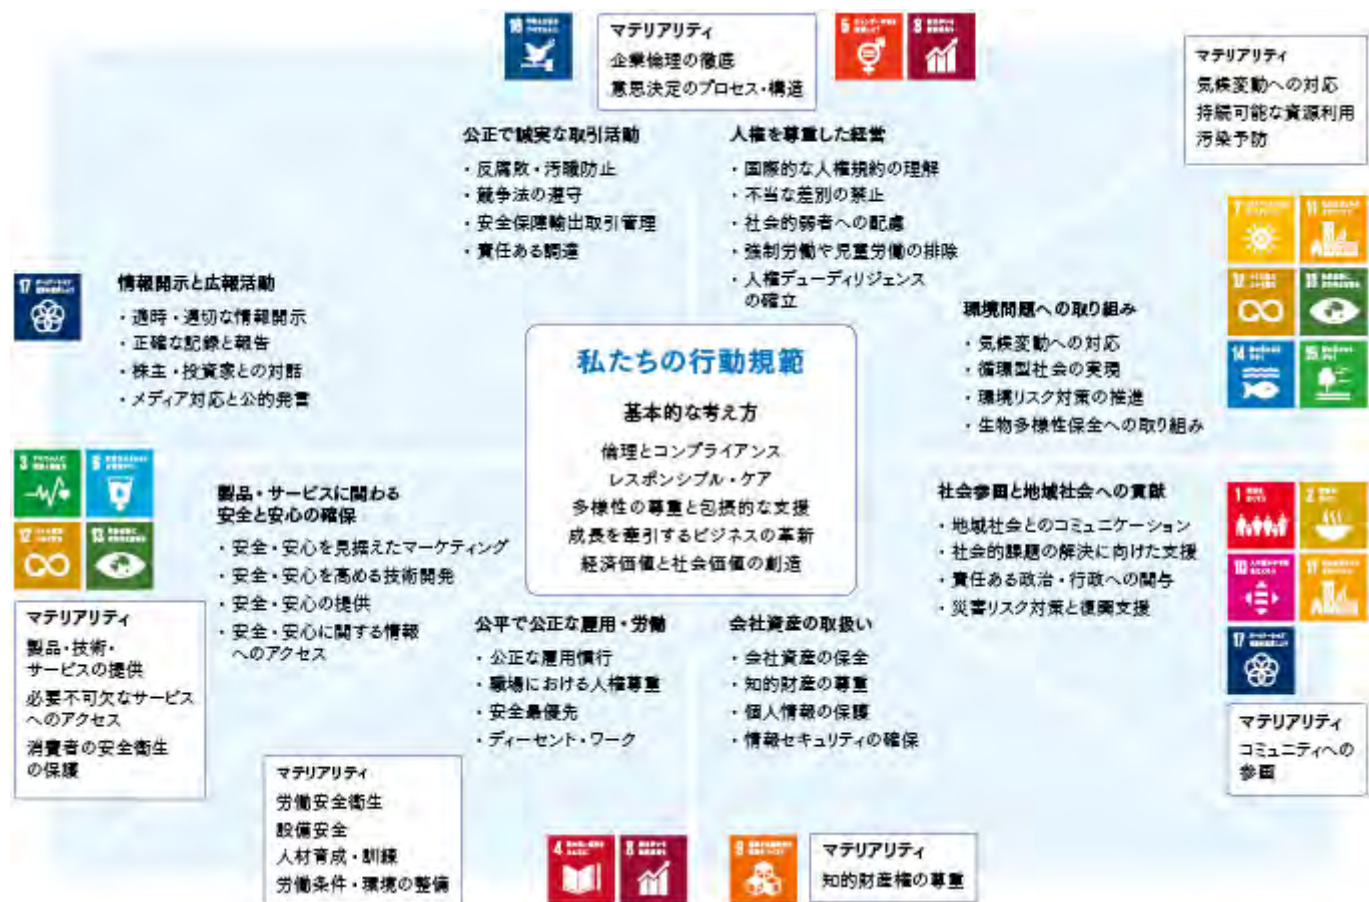 16
マテリアリティ
企業倫理の徹底
意思決定のプロセス・構造
5
8
マテリアリティ
気候変動への対応
持続可能な資源利用
汚染予防
公正で誠実な取引活動
・反腐敗・汚職防止
・競争法の遵守
・安全保障輸出取引管理
・責任ある調達
人権を尊重した経営
・国際的な人権規約の理解
・不当な差別の禁止
・社会的弱者への配慮
・強制労働や児童労働の排除
・人権デューディリジェンス
の確立
7
11
12
13
14
15
17
情報開示と広報活動
・適時・適切な情報開示
・正確な記録と報告
・株主・投資家との対話
・メディア対応と公的発言
環境問題への取り組み
・気候変動への対応
・循環型社会の実現
・環境リスク対策の推進
・生物多様性保全への取り組み
私たちの行動規範
基本的な考え方
倫理とコンプライアンス
レスポンシブル・ケア
多様性の尊重と包摂的な支援
成長を牽引するビジネスの革新
経済価値と社会価値の創造
3
6
12
13
製品・サービスに関わる
安全と安心の確保
・安全・安心を見据えたマーケティング
・安全・安心を高める技術開発
・安全・安心の提供
・安全・安心に関する情報
へのアクセス
マテリアリティ
製品・技術・
サービスの提供
必要不可欠なサービス
へのアクセス
消費者の安全衛生
の保護
社会参画と地域社会への貢献
・地域社会とのコミュニケーション
・社会的課題の解決に向けた支援
・責任ある政治・行政への関与
・災害リスク対策と復興支援
1
2
10
11
17
マテリアリティ
コミュニティへの
参画
公平で公正な雇用・労働
・公正な雇用慣行
・職場における人権尊重
・安全最優先
・ディーセント・ワーク
会社資産の取扱い
・会社資産の保全
・知的財産の尊重
・個人情報の保護
・情報セキュリティの確保
マテリアリティ
労働安全衛生
設備安全
人材育成・訓練
労働条件・環境の整備
4
8
9
マテリアリティ
知的財産権の尊重